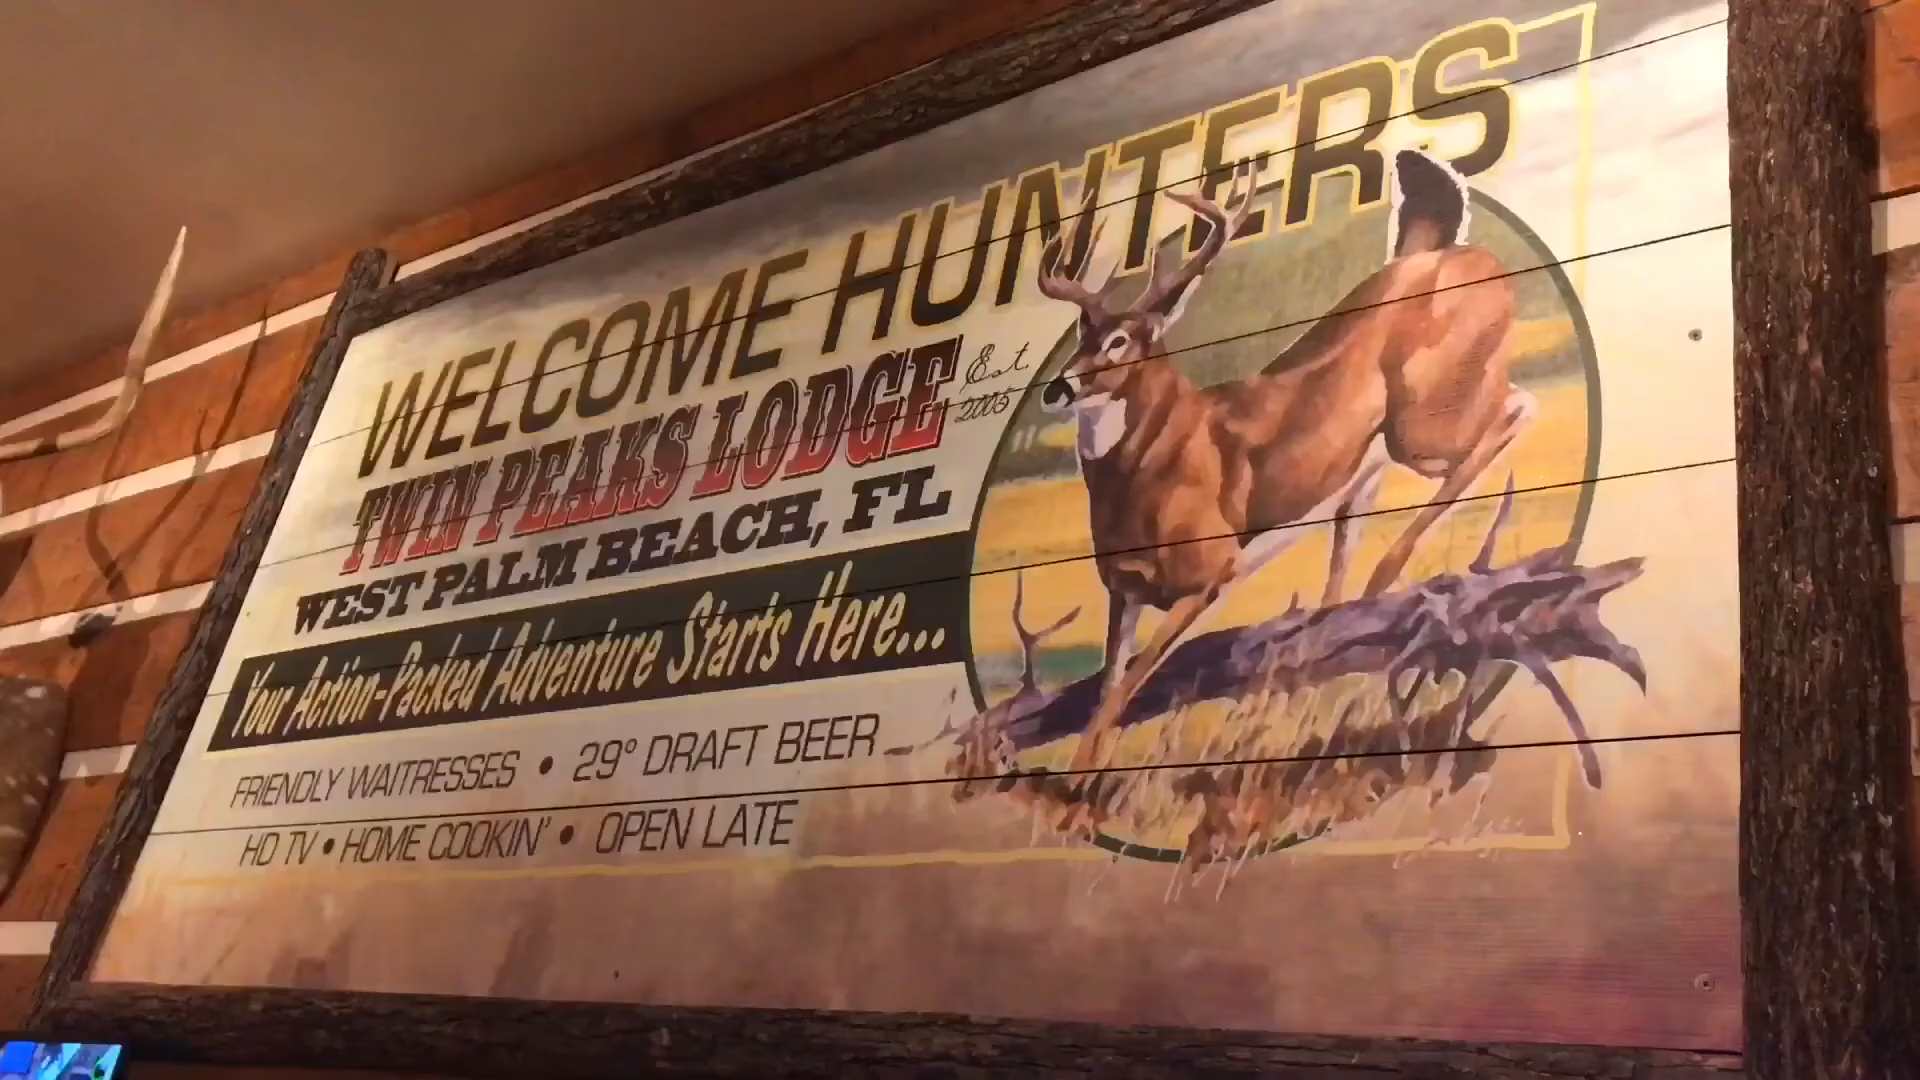 WELCOME HUNTERS
TWIN PEAKS LODGE
Est.
2005
WEST PALM BEACH, FL
Your Action-Packed Adventure Starts Here...
FRIENDLY WAITRESSES • 29° DRAFT BEER
HD TV • HOME COOKIN' • OPEN LATE